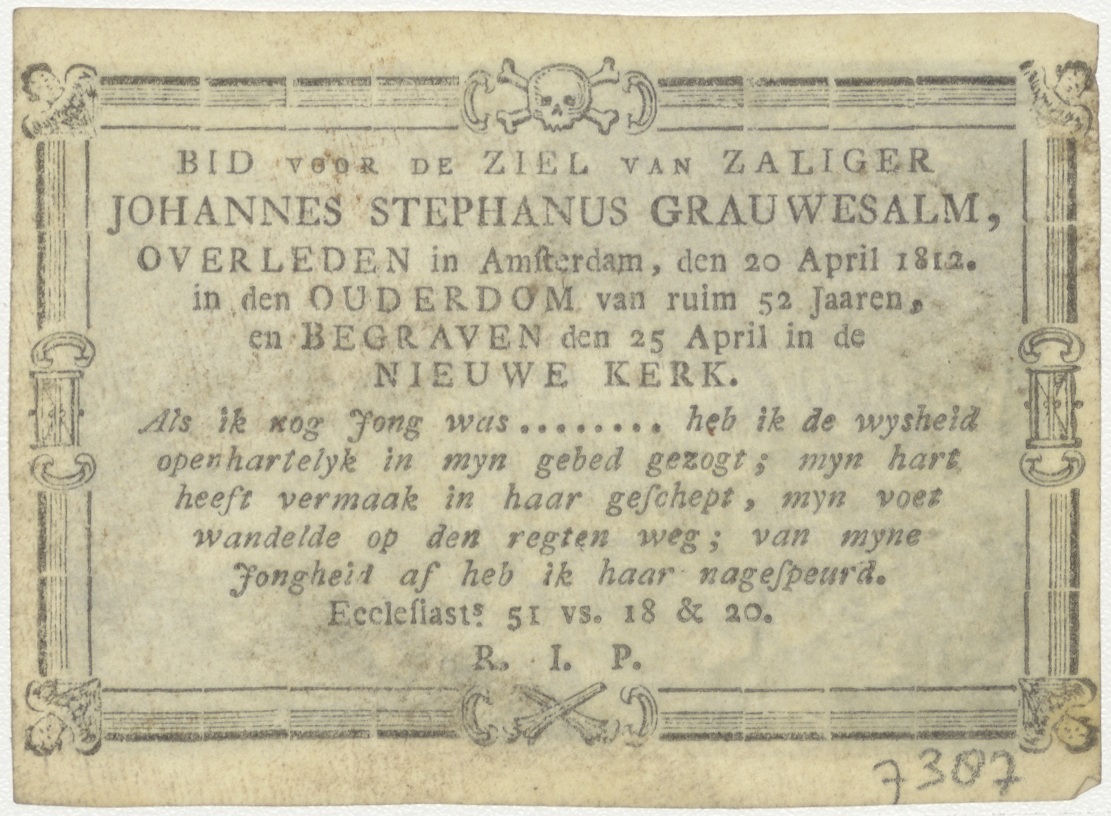 BID VOOR DE ZIEL VAN ZALIGER
JOHANNES STEPHANUS GRAUWESALM,
OVERLEDEN in Amſterdam, den 20 April 1812.
in den OUDERDOM van ruim 52 Jaaren,
en BEGRAVEN den 25 April in de
NIEUWE KERK.
Als ik nog Jong was........ heb ik de wysheid
openhartelyk in myn gebed gezogt; myn hart
heeft vermaak in haar geſchept, myn voet
wandelde op den regten weg; van myne
Jongheid af heb ik haar nageſpeurd.
Eccleſiasts. 51 vs. 18 & 20.
R. I. P.
7307